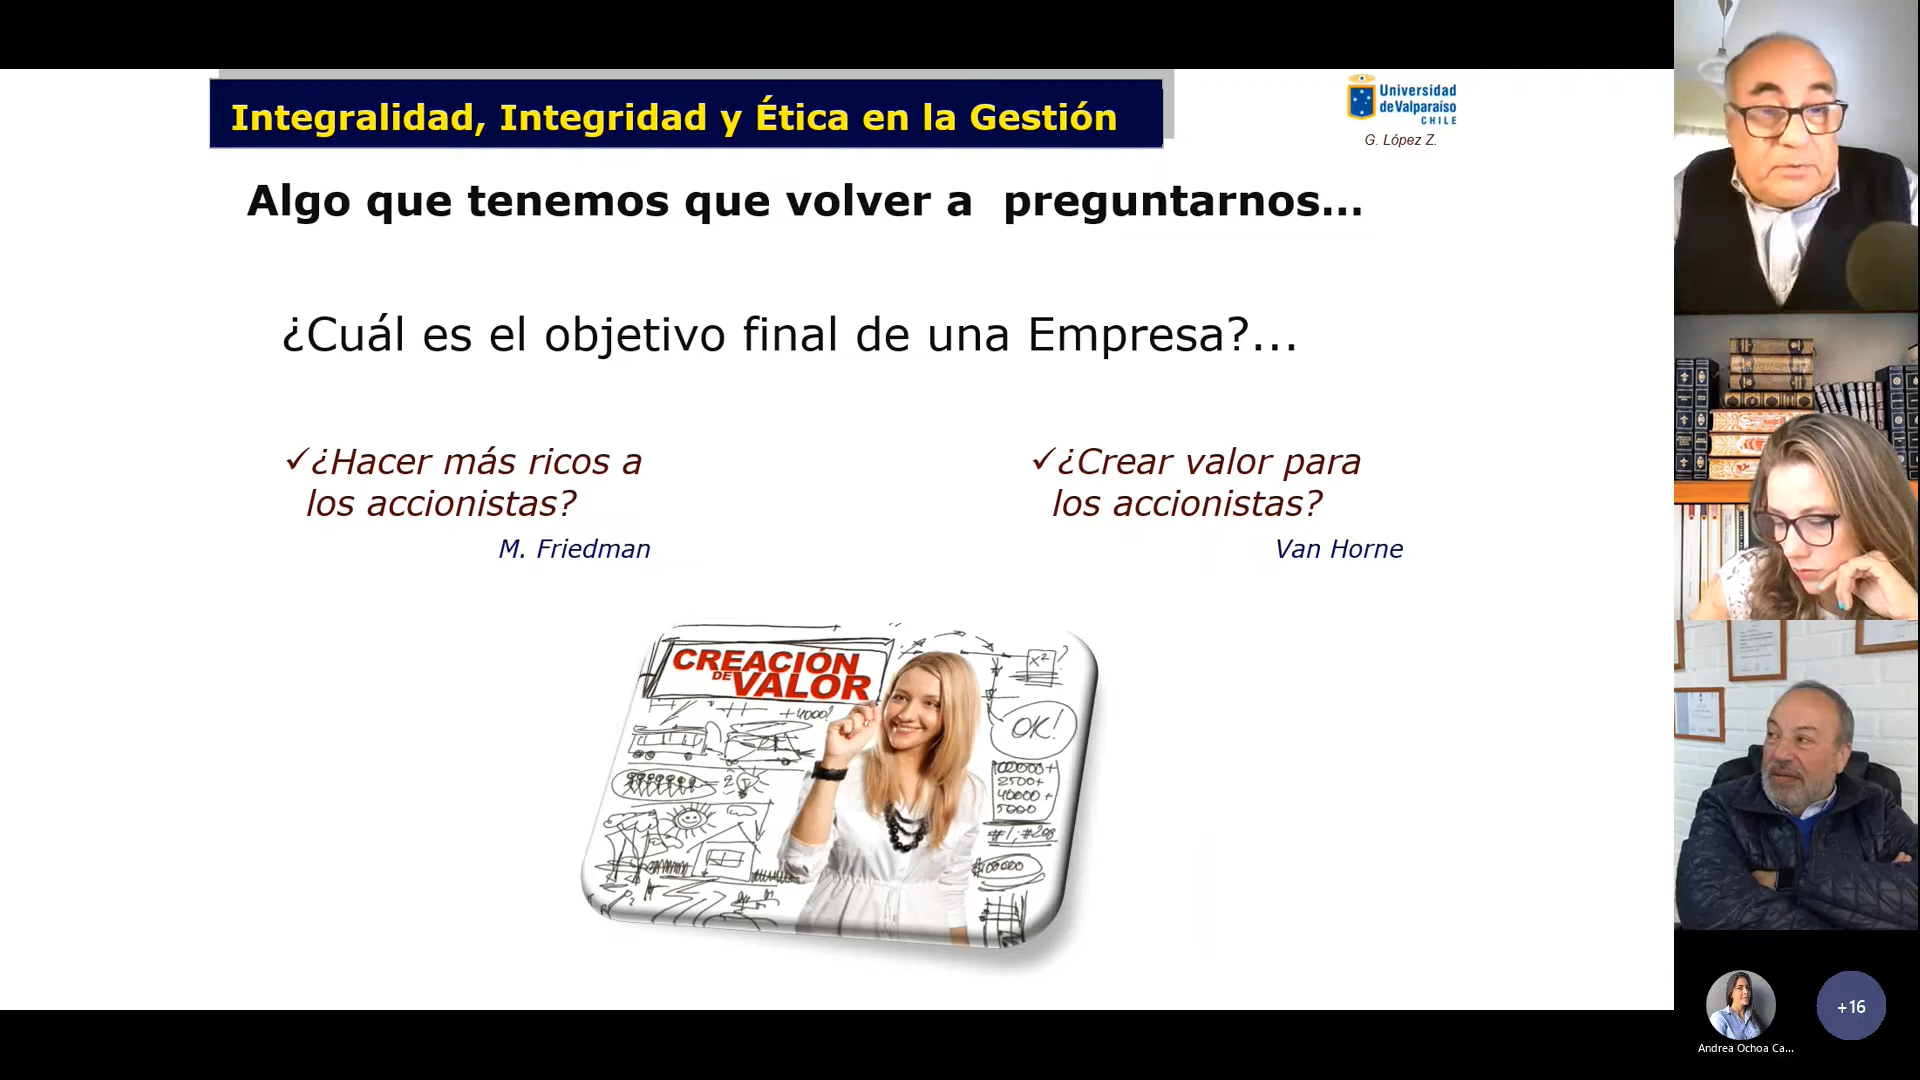 Integralidad, Integridad y Ética en la Gestión
Universidad
de Valparaíso
CHILE
G. López Z.
Algo que tenemos que volver a preguntarnos...
¿Cuál es el objetivo final de una Empresa?...
✓¿Hacer más ricos a
los accionistas?
M. Friedman
✓¿Crear valor para
los accionistas?
Van Horne
CREACIÓN
DE VALOR
+4000?
x²?
OK!
2500+
40000+
5000
Andrea Ochoa Ca...
+16